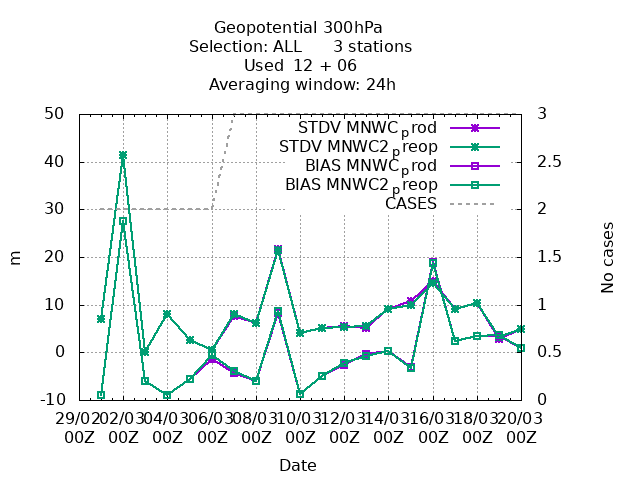 Geopotential 300hPa
Selection: ALL 3 stations
Used 12 + 06
Averaging window: 24h
50
40
30
20
10
0
-10
m
3
2.5
2
1.5
1
0.5
0
No cases
STDV MNWC_prod
STDV MNWC2_preop
BIAS MNWC_prod
BIAS MNWC2_preop
CASES
29/02 02/03 04/03 06/03 08/03 10/03 12/03 14/03 16/03 18/03 20/03
00Z 00Z 00Z 00Z 00Z 00Z 00Z 00Z 00Z 00Z 00Z
Date